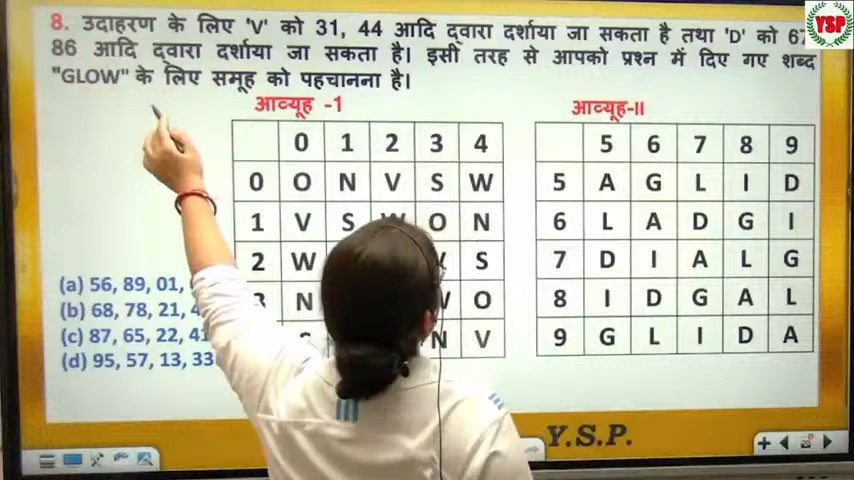 8. उदाहरण के लिए 'V' को 31, 44 आदि द्वारा दर्शाया जा सकता है तथा 'D' को 67
86 आदि द्वारा दर्शाया जा सकता है। इसी तरह से आपको प्रश्न में दिए गए शब्द
"GLOW" के लिए समूह को पहचानना है।
आव्यूह -1
0 1 2 3 4
0 O N V S W
1 V S O N
2 W S
N O
N V
आव्यूह-II
5 6 7 8 9
5 A G L I D
6 L A D G I
7 D I A L G
8 I D G A L
9 G L I D A
(a) 56, 89, 01,
(b) 68, 78, 21,
(c) 87, 65, 22, 41
(d) 95, 57, 13, 33
Y.S.P.
YSP